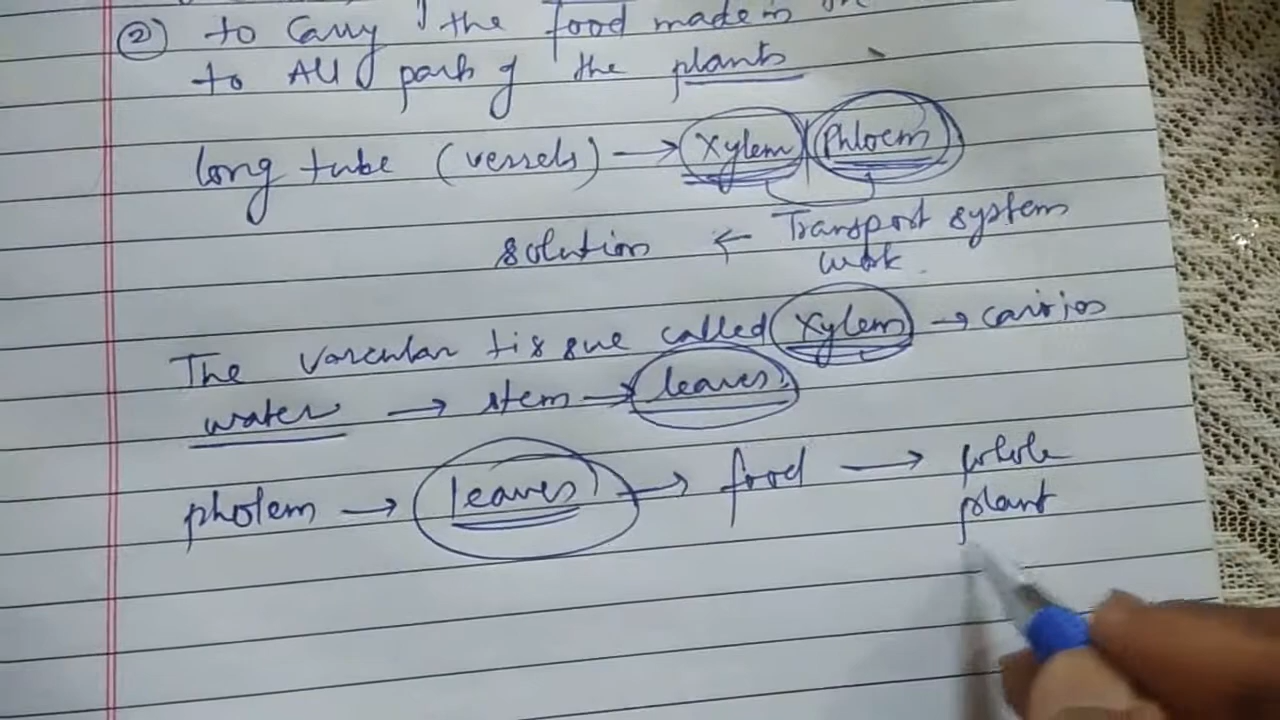 ② to carry the food made in
to All part of the plants
long tube (vessels) → Xylem Phloem
solution ← Transport system
work.
The vascular tissue called Xylem → carries
water → stem → leaves.
pholem → leaves → food → whole
plant